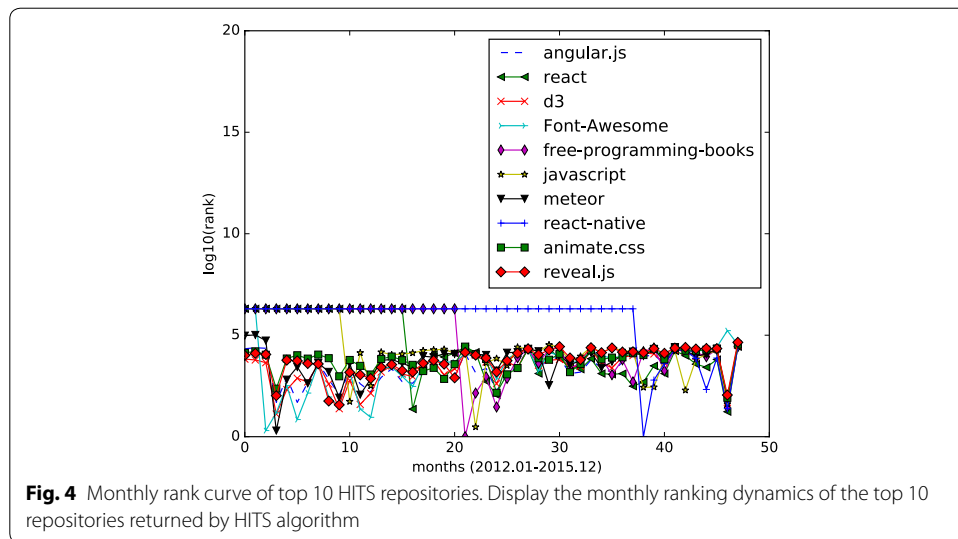 20
15
10
5
0
log10(rank)
angular.js
react
d3
Font-Awesome
free-programming-books
javascript
meteor
react-native
animate.css
reveal.js
0 10 20 30 40 50
months (2012.01-2015.12)
Fig. 4 Monthly rank curve of top 10 HITS repositories. Display the monthly ranking dynamics of the top 10
repositories returned by HITS algorithm